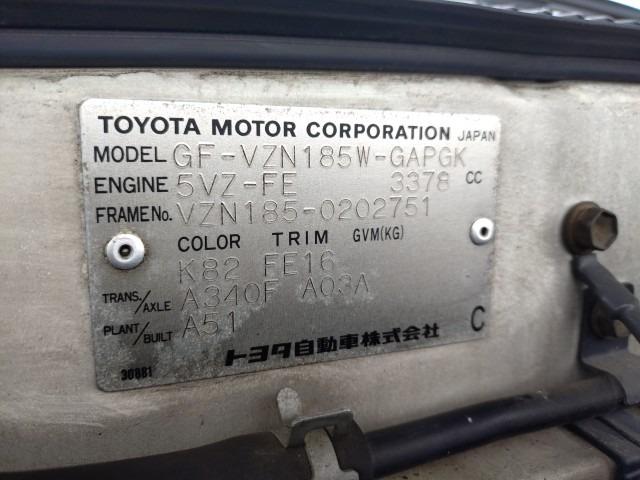 TOYOTA MOTOR CORPORATION JAPAN
MODEL GF-VZN185W-GAPGK
ENGINE 5VZ-FE 3378 CC
FRAME No. VZN185-0202751
COLOR TRIM GVM(KG)
K82 FE16
TRANS./AXLE A340F A03A
PLANT/BUILT A51 C
トヨタ自動車株式会社
30881